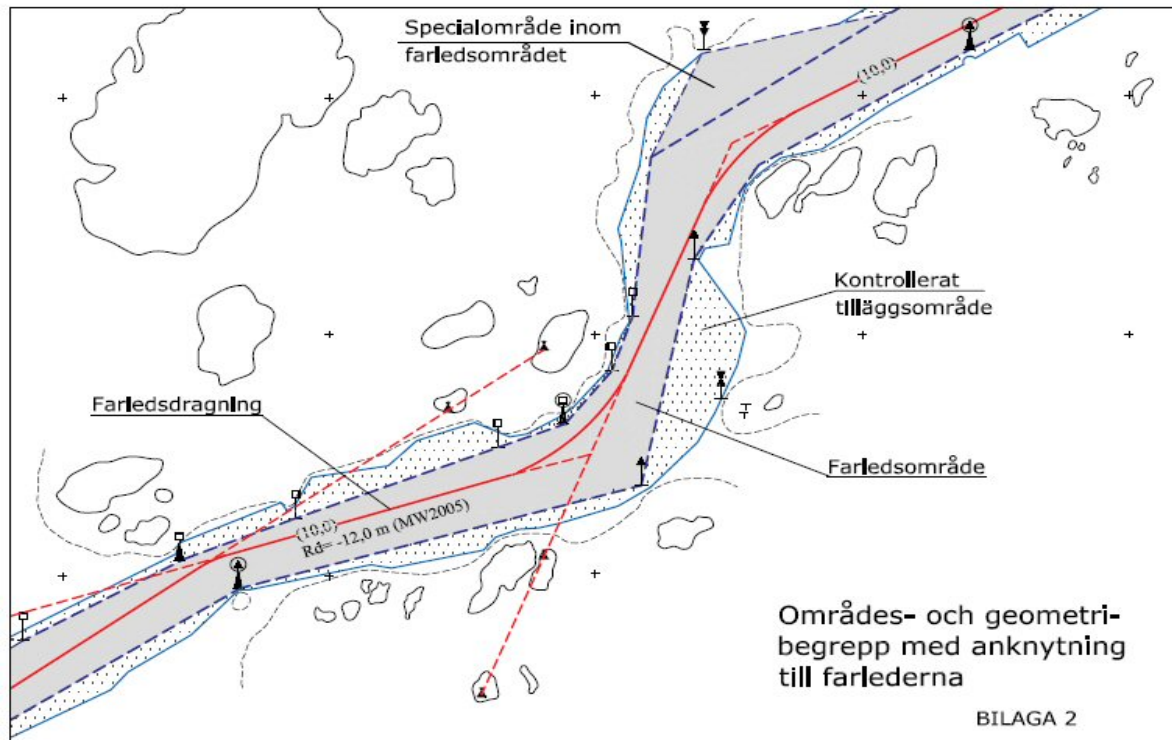 Specialområde inom
farledsområdet
(10,0)
Kontrollerat
tilläggsområde
Farledsdragning
Farledsområde
(10,0)
Rd= -12,0 m (MW2005)
Områdes- och geometri-
begrepp med anknytning
till farlederna
BILAGA 2